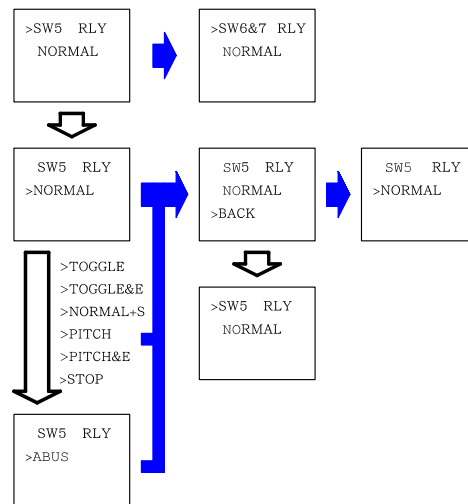 >SW5 RLY
NORMAL
>SW6&7 RLY
NORMAL
SW5 RLY
>NORMAL
SW5 RLY
NORMAL
>BACK
SW5 RLY
>NORMAL
>TOGGLE
>TOGGLE&E
>NORMAL+S
>PITCH
>PITCH&E
>STOP
>SW5 RLY
NORMAL
SW5 RLY
>ABUS